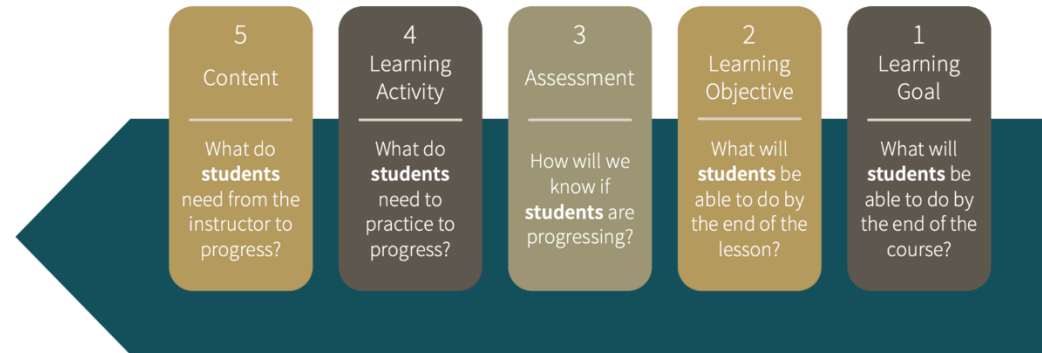 5
Content
What do
students
need from the
instructor to
progress?
4
Learning
Activity
What do
students
need to
practice to
progress?
3
Assessment
How will we
know if
students are
progressing?
2
Learning
Objective
What will
students be
able to do by
the end of the
lesson?
1
Learning
Goal
What will
students be
able to do by
the end of the
course?